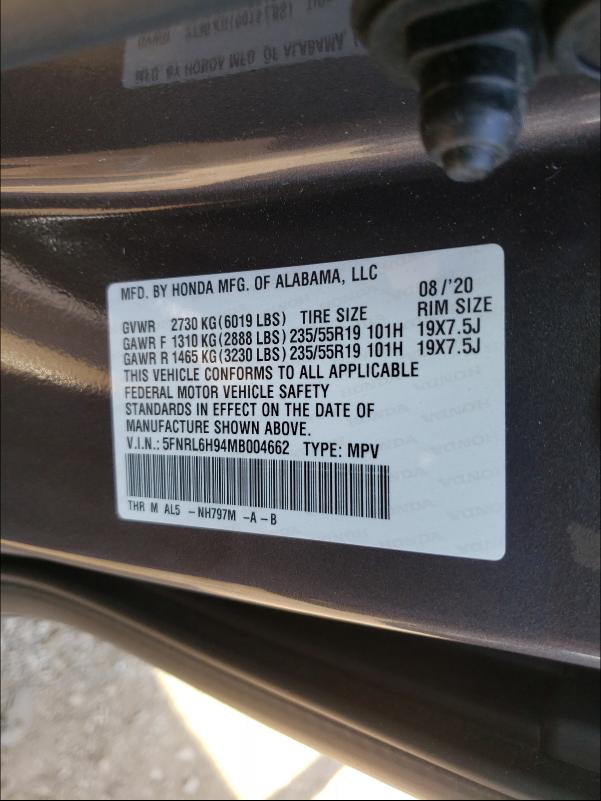 MFD. BY HONDA MFG. OF ALABAMA, LLC 08/'20
GVWR 2730 KG(6019 LBS) TIRE SIZE RIM SIZE
GAWR F 1310 KG(2888 LBS) 235/55R19 101H 19X7.5J
GAWR R 1465 KG(3230 LBS) 235/55R19 101H 19X7.5J
THIS VEHICLE CONFORMS TO ALL APPLICABLE
FEDERAL MOTOR VEHICLE SAFETY
STANDARDS IN EFFECT ON THE DATE OF
MANUFACTURE SHOWN ABOVE.
V.I.N.: 5FNRL6H94MB004662 TYPE: MPV
THR M AL5 -NH797M -A-B